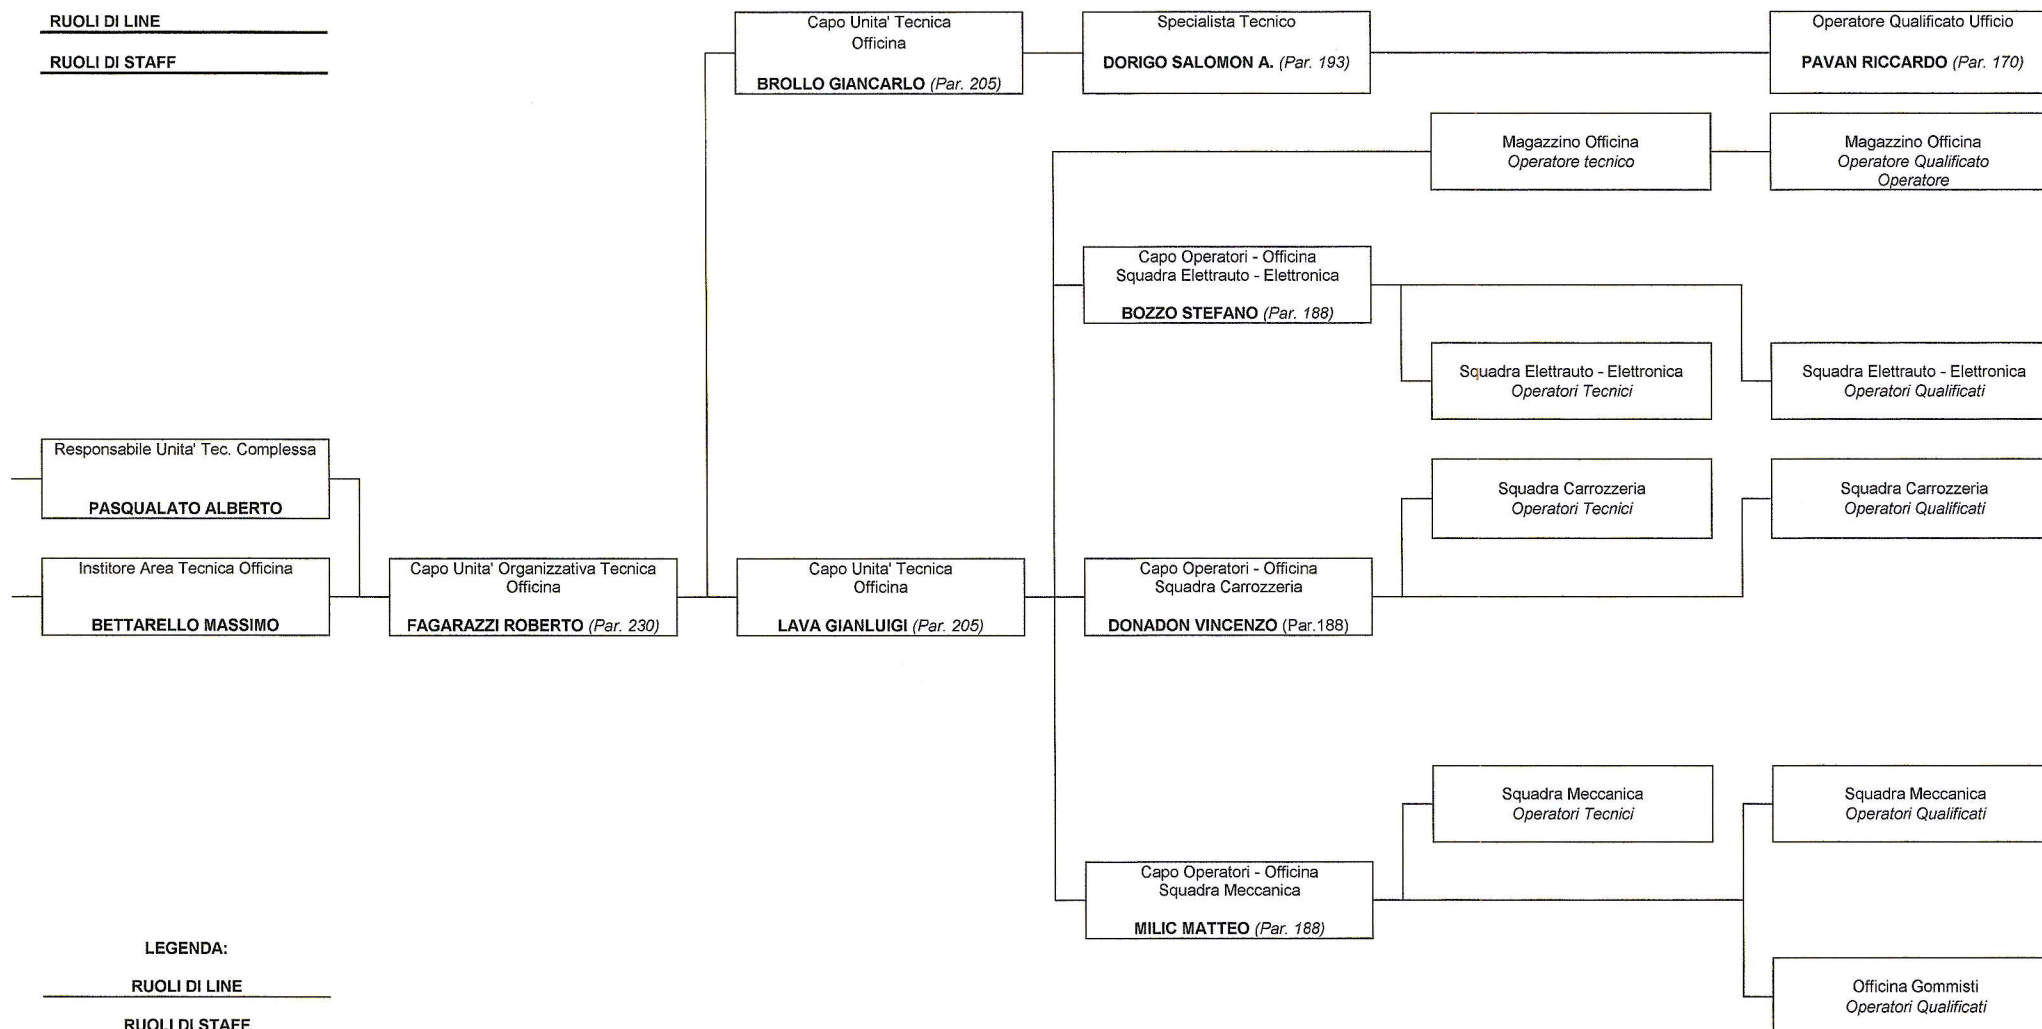 RUOLI DI LINE
RUOLI DI STAFF
Capo Unita' Tecnica
Officina
BROLLO GIANCARLO (Par. 205)
Specialista Tecnico
DORIGO SALOMON A. (Par. 193)
Operatore Qualificato Ufficio
PAVAN RICCARDO (Par. 170)
Magazzino Officina
Operatore tecnico
Magazzino Officina
Operatore Qualificato
Operatore
Capo Operatori - Officina
Squadra Elettrauto - Elettronica
BOZZO STEFANO (Par. 188)
Squadra Elettrauto - Elettronica
Operatori Tecnici
Squadra Elettrauto - Elettronica
Operatori Qualificati
Responsabile Unita' Tec. Complessa
PASQUALATO ALBERTO
Squadra Carrozzeria
Operatori Tecnici
Squadra Carrozzeria
Operatori Qualificati
Institore Area Tecnica Officina
BETTARELLO MASSIMO
Capo Unita' Organizzativa Tecnica
Officina
FAGARAZZI ROBERTO (Par. 230)
Capo Unita' Tecnica
Officina
LAVA GIANLUIGI (Par. 205)
Capo Operatori - Officina
Squadra Carrozzeria
DONADON VINCENZO (Par.188)
Squadra Meccanica
Operatori Tecnici
Squadra Meccanica
Operatori Qualificati
Capo Operatori - Officina
Squadra Meccanica
MILIC MATTEO (Par. 188)
Officina Gommisti
Operatori Qualificati
LEGENDA:
RUOLI DI LINE
RUOLI DI STAFF